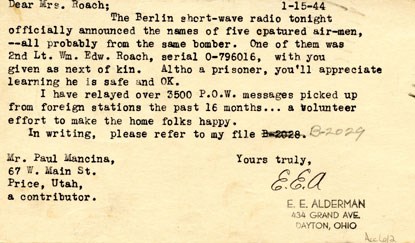 Dear Mrs. Roach;                                        1-15-44
The Berlin short-wave radio tonight
officially announced the names of five cpatured air-men,
--all probably from the same bomber. One of them was
2nd Lt. Wm. Edw. Roach, serial 0-796016, with you
given as next of kin. Altho a prisoner, you'll appreciate
learning he is safe and OK.
I have relayed over 3500 P.O.W. messages picked up
from foreign stations the past 16 months... a volunteer
effort to make the home folks happy.
In writing, please refer to my file B-2028. B-2029
Mr. Paul Mancina,
67 W. Main St.
Price, Utah,
a contributor.
Yours truly,
E.E.A
E. E. ALDERMAN
434 GRAND AVE.
DAYTON, OHIO